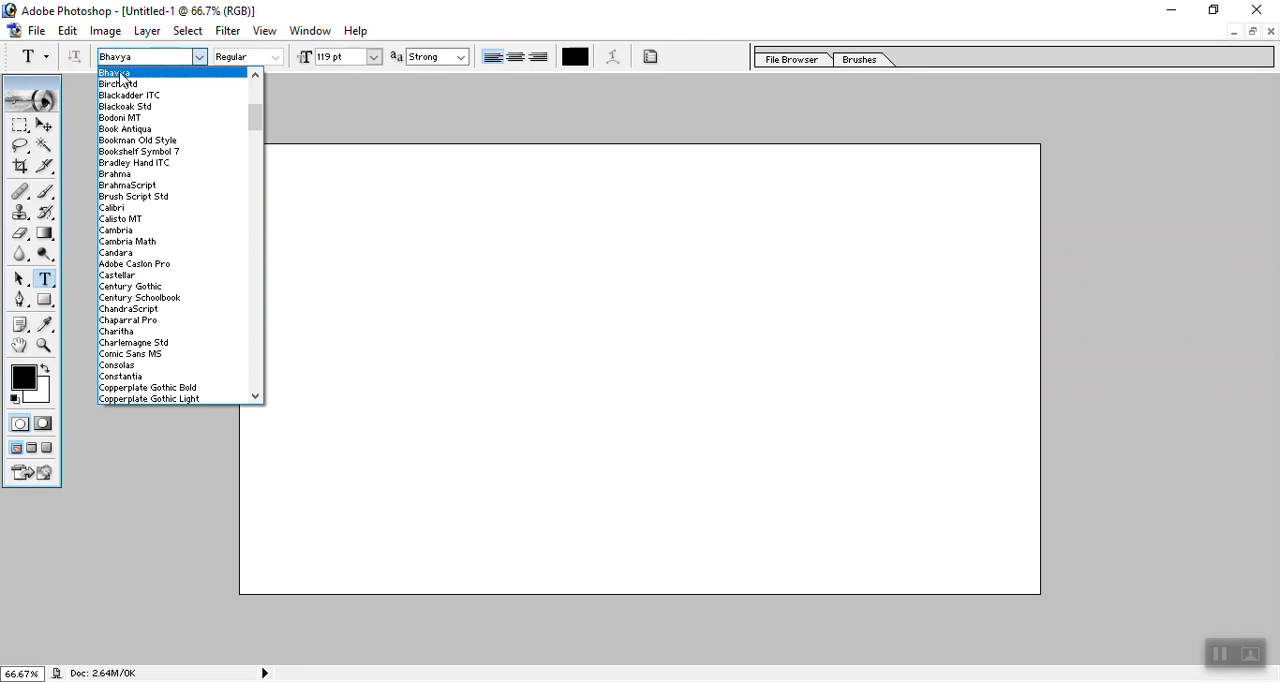 Adobe Photoshop - [Untitled-1 @ 66.7% (RGB)]
File Edit Image Layer Select Filter View Window Help
T T Bhavya Regular T 119 pt aa Strong File Browser Brushes
Bhavya
Birch Std
Blackadder ITC
Blackoak Std
Bodoni MT
Book Antiqua
Bookman Old Style
Bookshelf Symbol 7
Bradley Hand ITC
Brahma
BrahmaScript
Brush Script Std
Calibri
Calisto MT
Cambria
Cambria Math
Candara
Adobe Caslon Pro
Castellar
Century Gothic
Century Schoolbook
ChandraScript
Chaparral Pro
Charitha
Charlemagne Std
Comic Sans MS
Consolas
Constantia
Copperplate Gothic Bold
Copperplate Gothic Light
T
66.67% Doc: 2.64M/0K